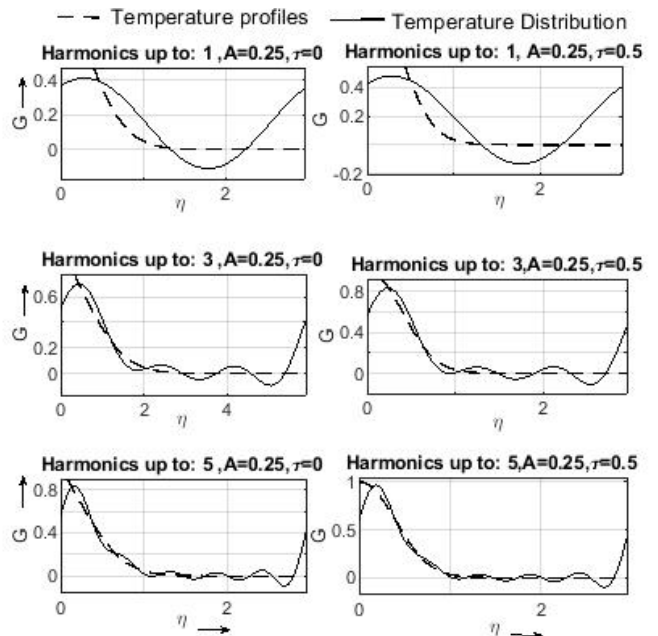 Temperature profiles Temperature Distribution
Harmonics up to: 1 ,A=0.25,τ=0
Harmonics up to: 1, A=0.25,τ=0.5
0.4
0.2
0
G
0 2
η
0.4
0.2
-0.2
G
0 2
η
Harmonics up to: 3 ,A=0.25,τ=0
Harmonics up to: 3,A=0.25,τ=0.5
0.6
0.2
0
G
0 2 4
η
0.8
0.4
0
G
0 2
η
Harmonics up to: 5 ,A=0.25,τ=0
Harmonics up to: 5,A=0.25,τ=0.5
0.8
0.4
0
G
0 2
η
1
0.5
0
G
0 1 2
η